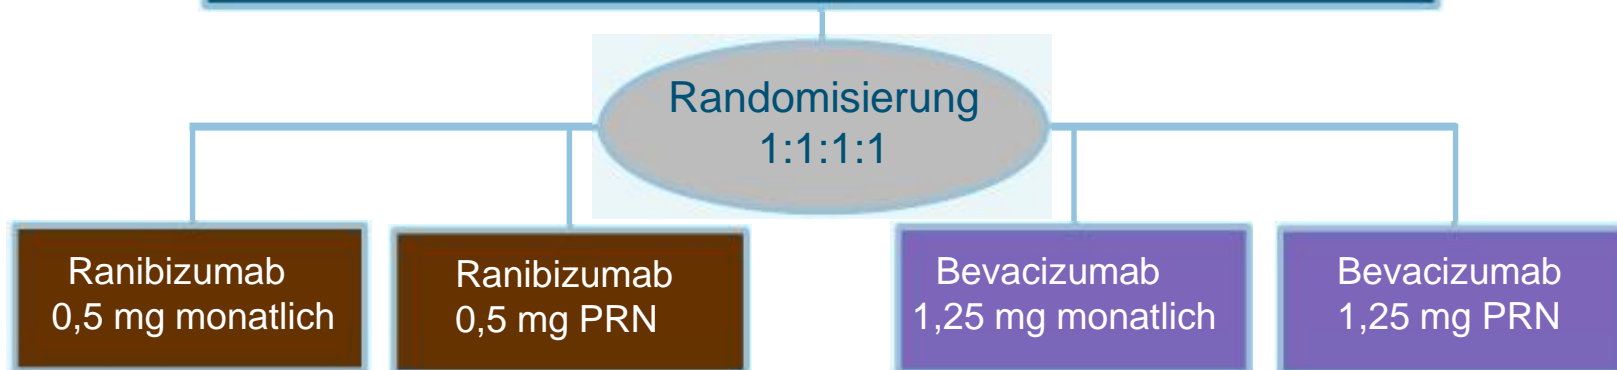 Randomisierung
1:1:1:1
Ranibizumab
0,5 mg monatlich
Ranibizumab
0,5 mg PRN
Bevacizumab
1,25 mg monatlich
Bevacizumab
1,25 mg PRN